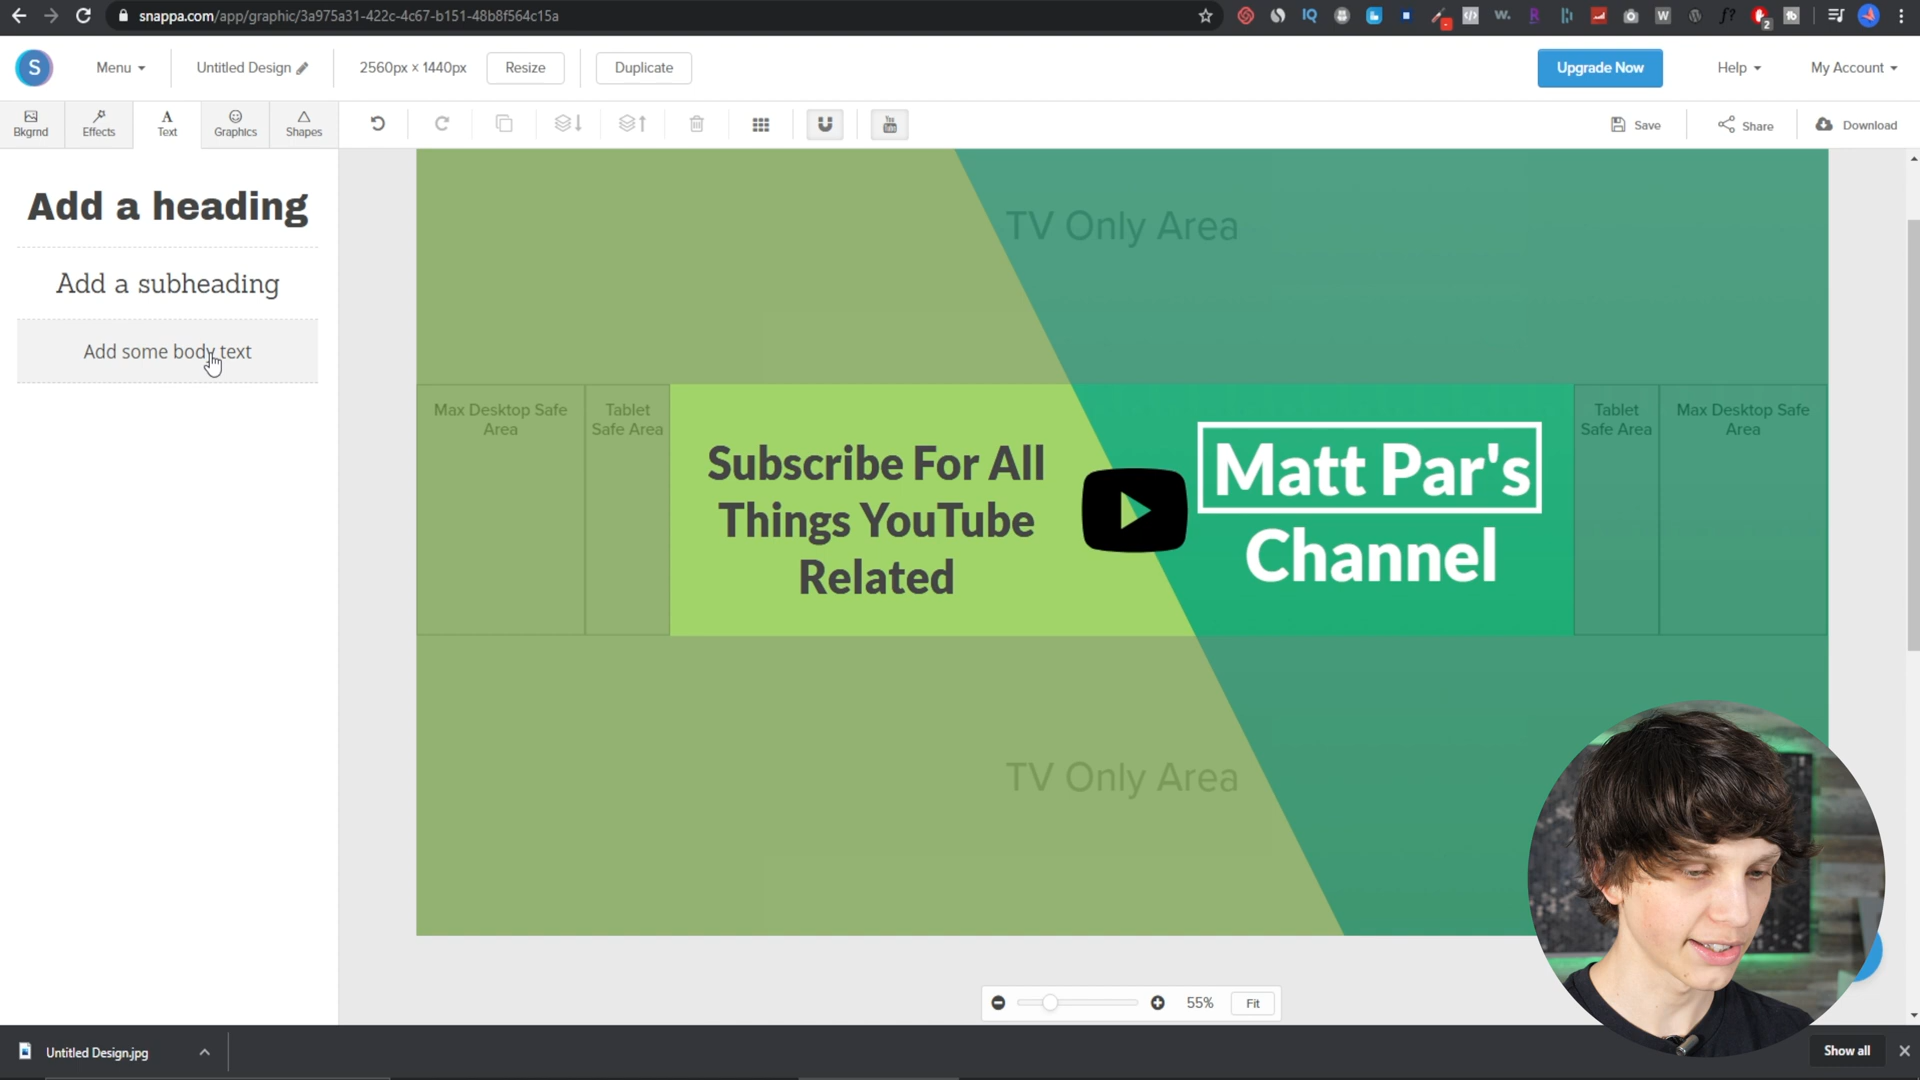 snappa.com/app/graphic/3a975a31-422c-4c67-b151-48b8f564c15a
S
Menu
Untitled Design
2560px × 1440px
Resize
Duplicate
Upgrade Now
Help
My Account
Bkgrnd
Effects
Text
Graphics
Shapes
You Tube
Save
Share
Download
Add a heading
Add a subheading
Add some body text
TV Only Area
Max Desktop Safe
Area
Tablet
Safe Area
Subscribe For All
Things YouTube
Related
Matt Par's
Channel
Tablet
Safe Area
Max Desktop Safe
Area
TV Only Area
55%
Fit
Untitled Design.jpg
Show all